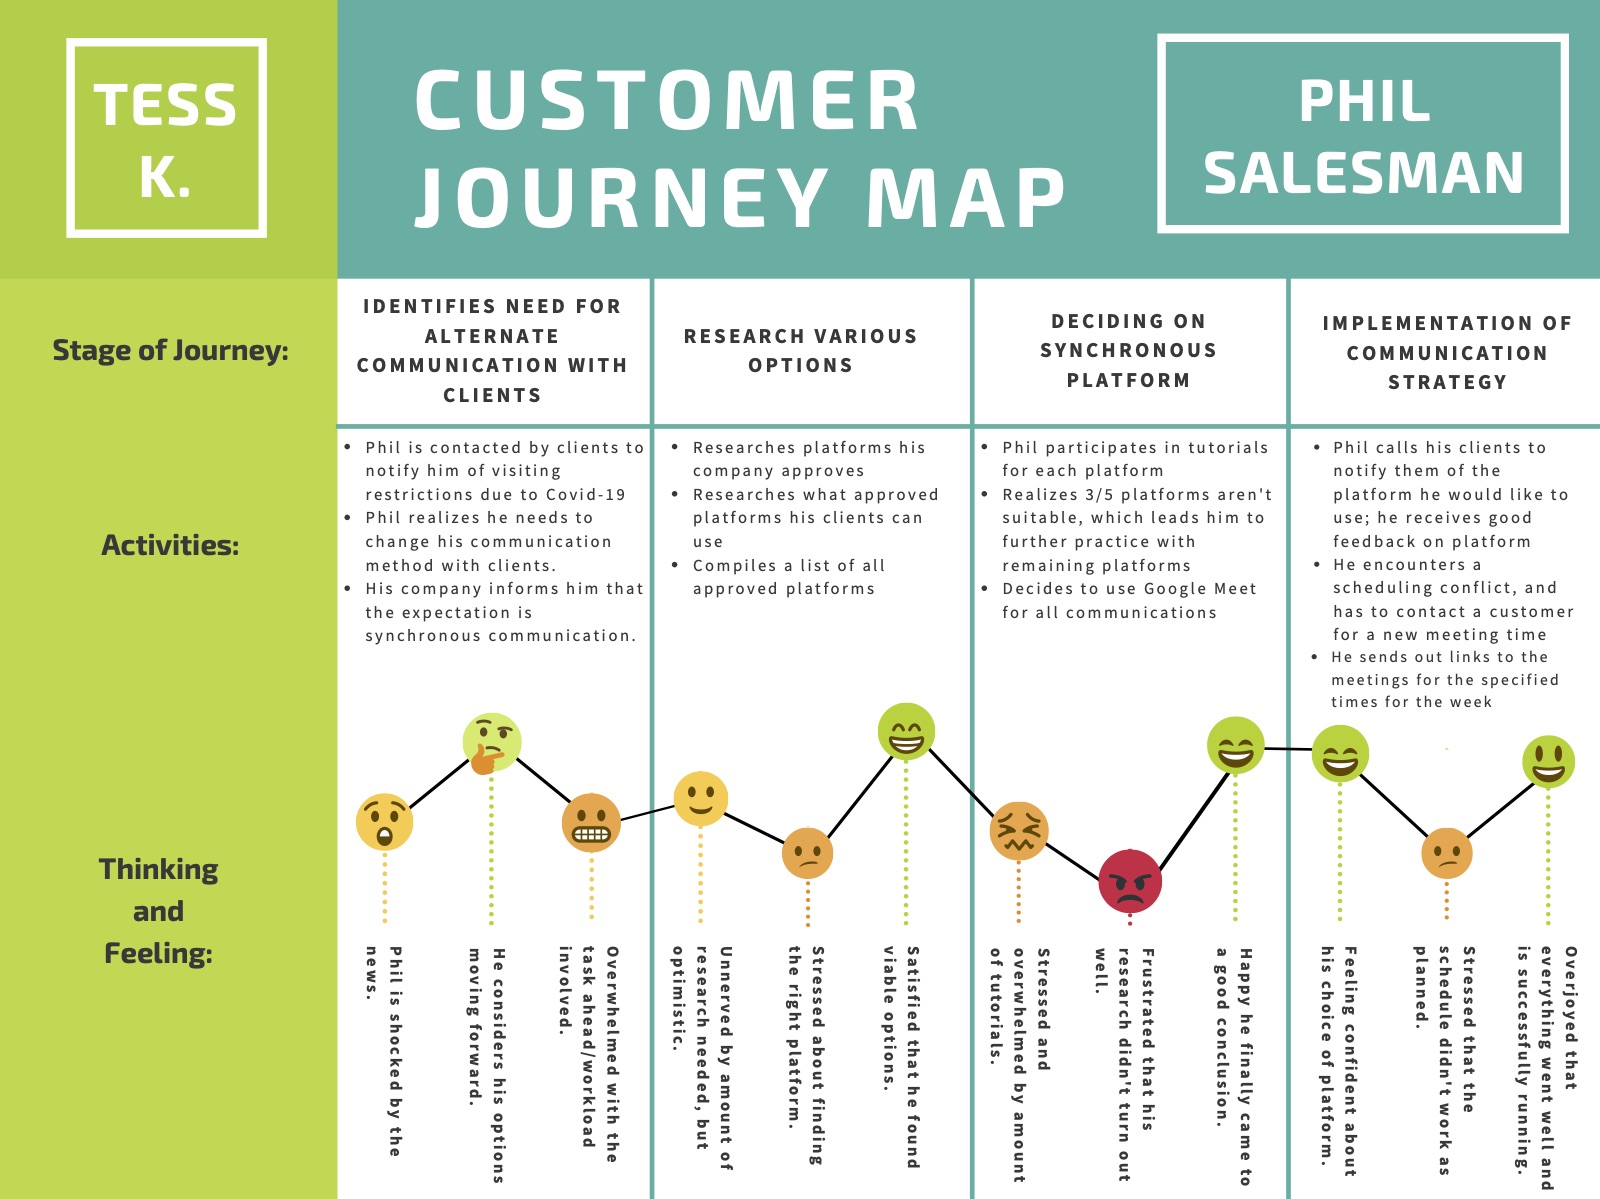 TESS
K.
CUSTOMER
JOURNEY MAP
PHIL
SALESMAN
Stage of Journey:
IDENTIFIES NEED FOR
ALTERNATE
COMMUNICATION WITH
CLIENTS
RESEARCH VARIOUS
OPTIONS
DECIDING ON
SYNCHRONOUS
PLATFORM
IMPLEMENTATION OF
COMMUNICATION
STRATEGY
Activities:
• Phil is contacted by clients to
notify him of visiting
restrictions due to Covid-19
• Phil realizes he needs to
change his communication
method with clients.
• His company informs him that
the expectation is
synchronous communication.
• Researches platforms his
company approves
• Researches what approved
platforms his clients can
use
• Compiles a list of all
approved platforms
• Phil participates in tutorials
for each platform
• Realizes 3/5 platforms aren't
suitable, which leads him to
further practice with
remaining platforms
• Decides to use Google Meet
for all communications
• Phil calls his clients to
notify them of the
platform he would like to
use; he receives good
feedback on platform
• He encounters a
scheduling conflict, and
has to contact a customer
for a new meeting time
• He sends out links to the
meetings for the specified
times for the week
Thinking
and
Feeling:
Phil is shocked by the
news.
He considers his options
moving forward.
Overwhelmed with the
task ahead/workload
involved.
Unnerved by amount of
research needed, but
optimistic.
Stressed about finding
the right platform.
Satisfied that he found
viable options.
Stressed and
overwhelmed by amount
of tutorials.
Frustrated that his
research didn't turn out
well.
Happy he finally came to
a good conclusion.
Feeling confident about
his choice of platform.
Stressed that the
schedule didn't work as
planned.
Overjoyed that
everything went well and
is successfully running.